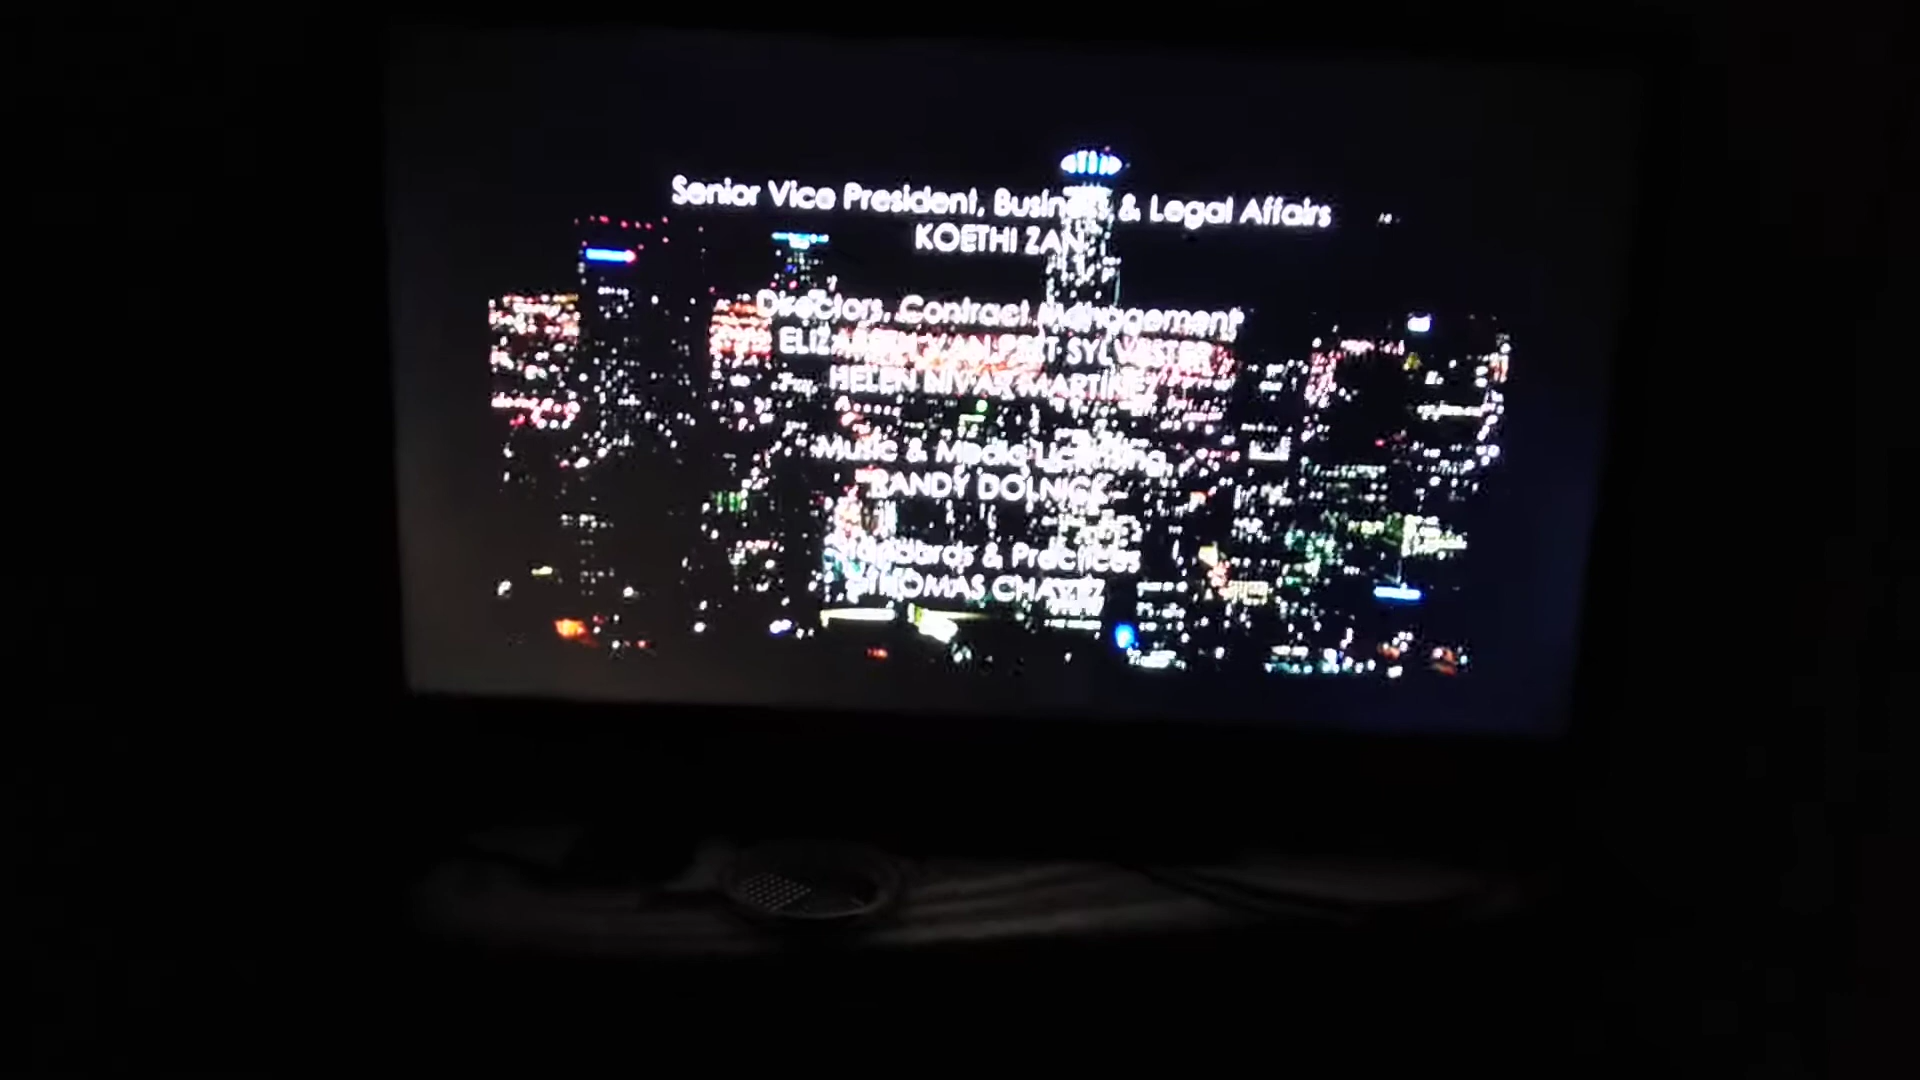 Senior Vice President, Business & Legal Affairs
KOETHI ZAN
Directors, Contract Management
ELIZABETH VAN PELT SYLVESTER
HELEN NIVAR MARTINEZ
Music & Media Licensing
RANDY DOLNICK
Standards & Practices
THOMAS CHAVEZ